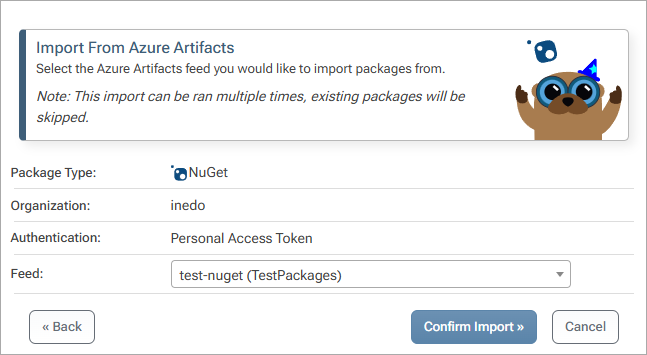 Import From Azure Artifacts
Select the Azure Artifacts feed you would like to import packages from.
Note: This import can be ran multiple times, existing packages will be
skipped.
Package Type: NuGet
Organization: inedo
Authentication: Personal Access Token
Feed: test-nuget (TestPackages)
« Back Confirm Import » Cancel